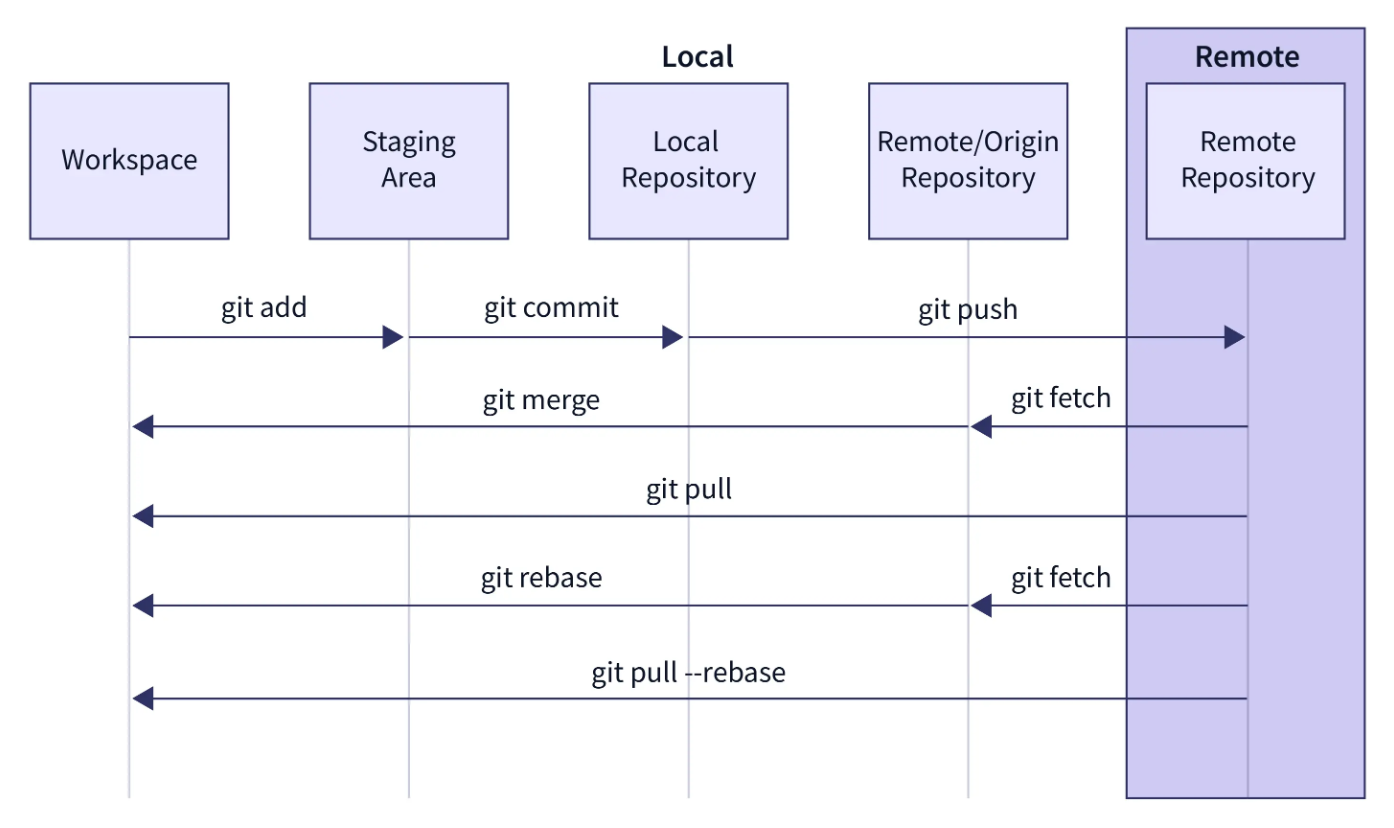 Local
Remote
Workspace
Staging
Area
Local
Repository
Remote/Origin
Repository
Remote
Repository
git add
git commit
git push
git merge
git fetch
git pull
git rebase
git fetch
git pull --rebase